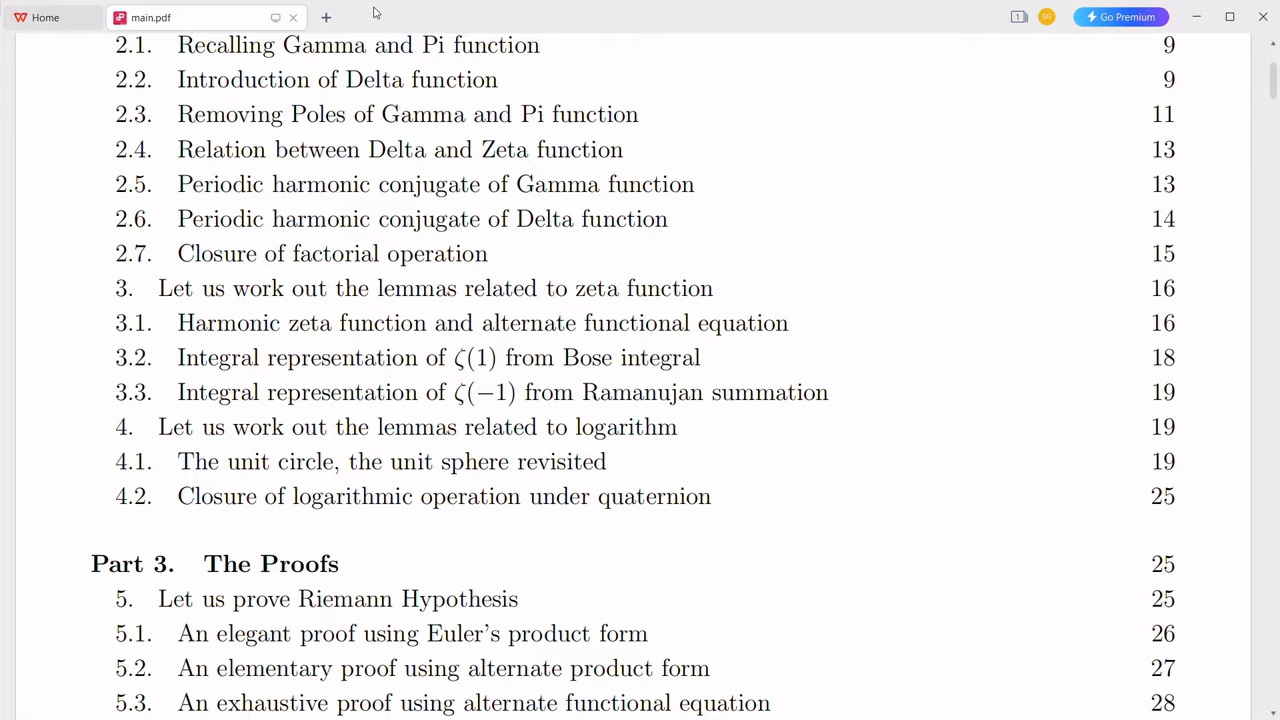 Home
main.pdf
1
SG
Go Premium
2.1. Recalling Gamma and Pi function 9
2.2. Introduction of Delta function 9
2.3. Removing Poles of Gamma and Pi function 11
2.4. Relation between Delta and Zeta function 13
2.5. Periodic harmonic conjugate of Gamma function 13
2.6. Periodic harmonic conjugate of Delta function 14
2.7. Closure of factorial operation 15
3. Let us work out the lemmas related to zeta function 16
3.1. Harmonic zeta function and alternate functional equation 16
3.2. Integral representation of ζ(1) from Bose integral 18
3.3. Integral representation of ζ(−1) from Ramanujan summation 19
4. Let us work out the lemmas related to logarithm 19
4.1. The unit circle, the unit sphere revisited 19
4.2. Closure of logarithmic operation under quaternion 25
Part 3. The Proofs 25
5. Let us prove Riemann Hypothesis 25
5.1. An elegant proof using Euler's product form 26
5.2. An elementary proof using alternate product form 27
5.3. An exhaustive proof using alternate functional equation 28